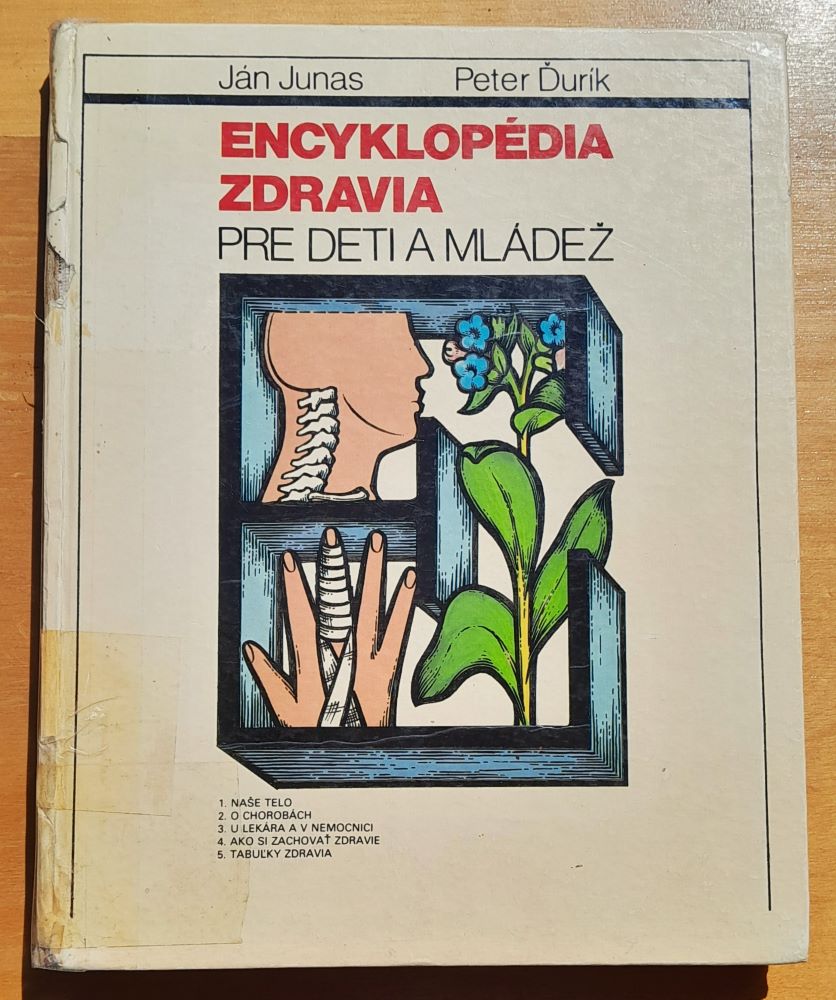 Ján Junas Peter Ďurík
ENCYKLOPÉDIA
ZDRAVIA
PRE DETI A MLÁDEŽ
1. NAŠE TELO
2. O CHOROBÁCH
3. U LEKÁRA A V NEMOCNICI
4. AKO SI ZACHOVAŤ ZDRAVIE
5. TABUĽKY ZDRAVIA